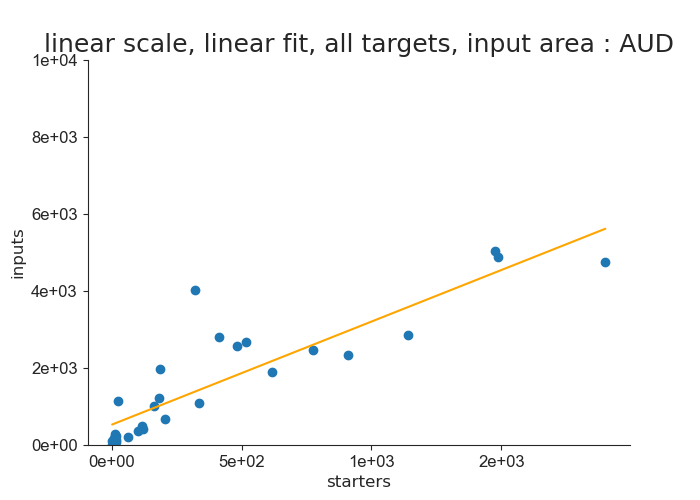 linear scale, linear fit, all targets, input area : AUD
1e+04
8e+03
6e+03
4e+03
2e+03
0e+00
inputs
0e+00
5e+02
1e+03
2e+03
starters